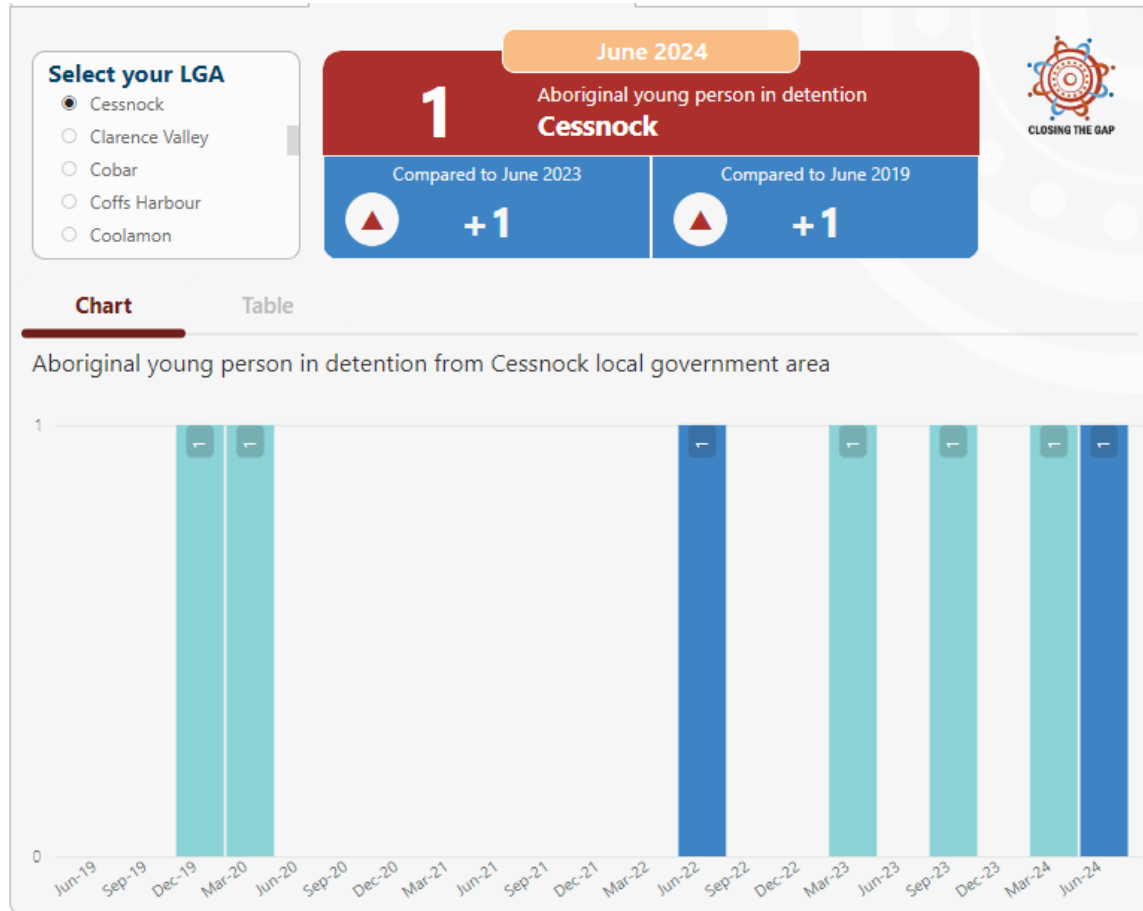 Select your LGA
Cessnock
Clarence Valley
Cobar
Coffs Harbour
Coolamon
June 2024
1
Aboriginal young person in detention
Cessnock
Compared to June 2023
+1
Compared to June 2019
+1
CLOSING THE GAP
Chart
Table
Aboriginal young person in detention from Cessnock local government area
1
1
1
1
1
1
1
1
0
Jun-19
Sep-19
Dec-19
Mar-20
Jun-20
Sep-20
Dec-20
Mar-21
Jun-21
Sep-21
Dec-21
Mar-22
Jun-22
Sep-22
Dec-22
Mar-23
Jun-23
Sep-23
Dec-23
Mar-24
Jun-24